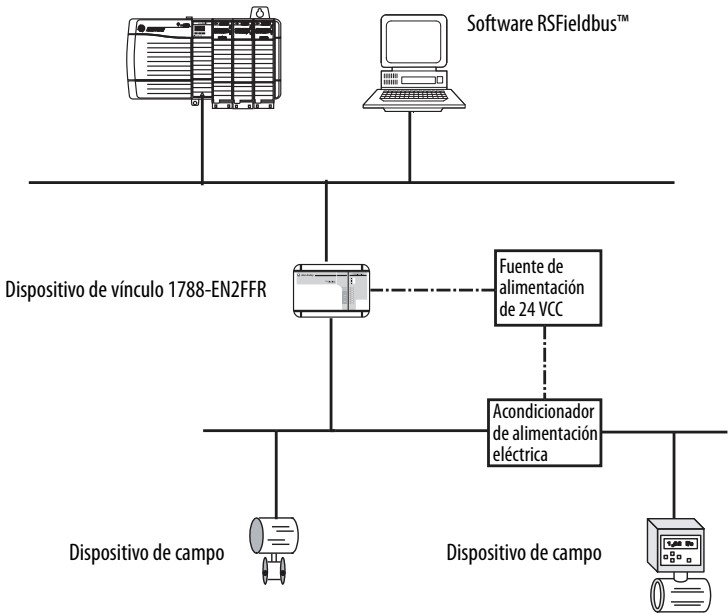 Software RSFieldbus™
Dispositivo de vínculo 1788-EN2FFR
Fuente de
alimentación
de 24 VCC
Acondicionador
de alimentación
eléctrica
Dispositivo de campo
Dispositivo de campo